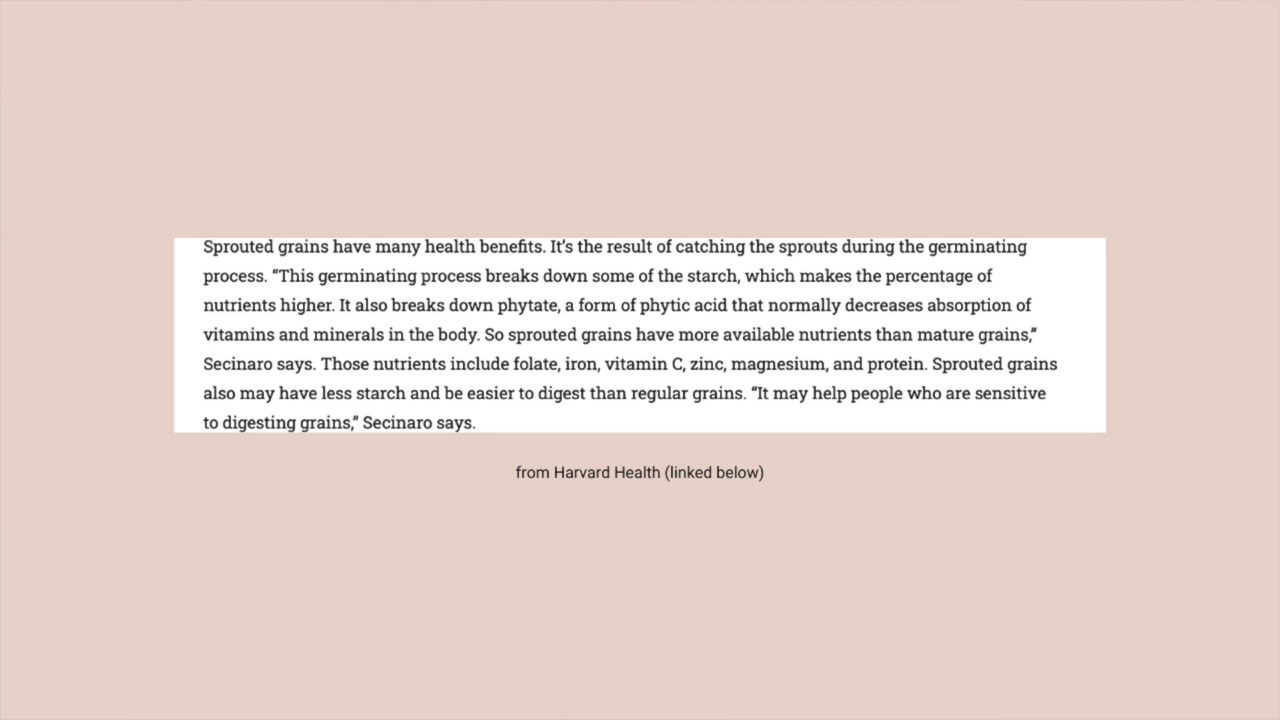 Sprouted grains have many health benefits. It’s the result of catching the sprouts during the germinating
process. “This germinating process breaks down some of the starch, which makes the percentage of
nutrients higher. It also breaks down phytate, a form of phytic acid that normally decreases absorption of
vitamins and minerals in the body. So sprouted grains have more available nutrients than mature grains,”
Secinaro says. Those nutrients include folate, iron, vitamin C, zinc, magnesium, and protein. Sprouted grains
also may have less starch and be easier to digest than regular grains. “It may help people who are sensitive
to digesting grains,” Secinaro says.
from Harvard Health (linked below)